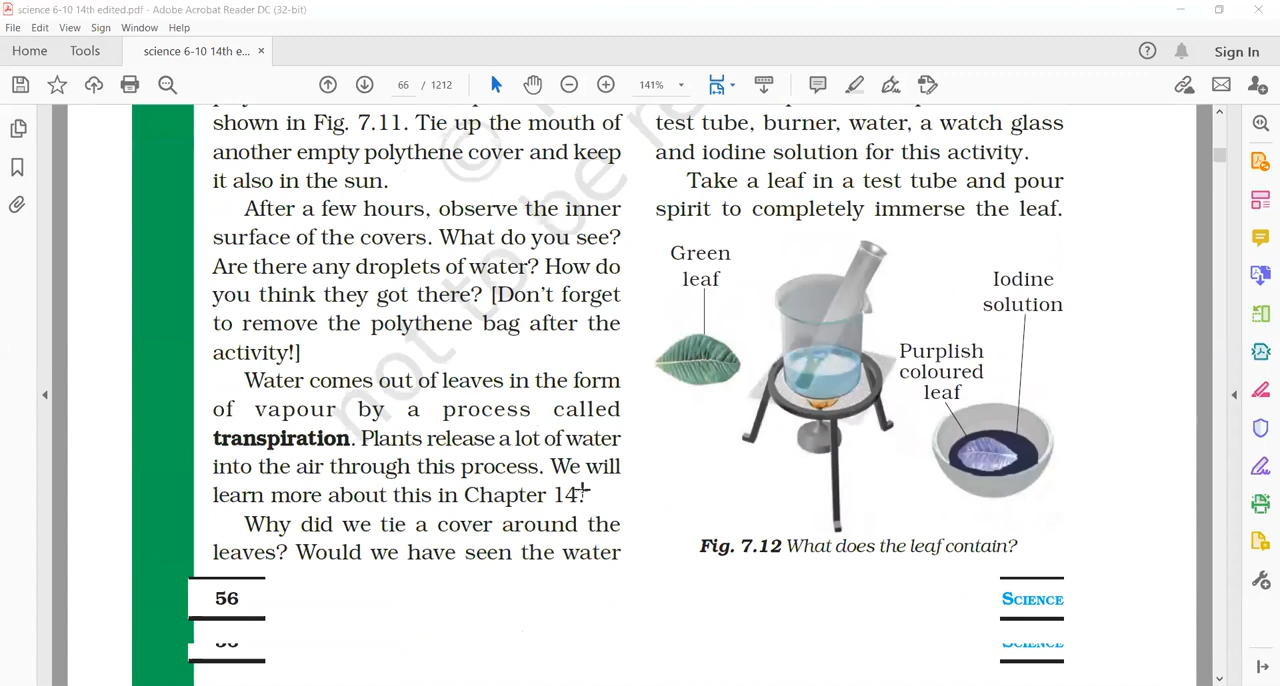 science 6-10 14th edited.pdf - Adobe Acrobat Reader DC (32-bit)
File Edit View Sign Window Help
Home Tools science 6-10 14th e... × Sign In
66 / 1212 141%
shown in Fig. 7.11. Tie up the mouth of
another empty polythene cover and keep
it also in the sun.
After a few hours, observe the inner
surface of the covers. What do you see?
Are there any droplets of water? How do
you think they got there? [Don't forget
to remove the polythene bag after the
activity!]
Water comes out of leaves in the form
of vapour by a process called
transpiration. Plants release a lot of water
into the air through this process. We will
learn more about this in Chapter 14.
Why did we tie a cover around the
leaves? Would we have seen the water
test tube, burner, water, a watch glass
and iodine solution for this activity.
Take a leaf in a test tube and pour
spirit to completely immerse the leaf.
Green
leaf
Iodine
solution
Purplish
coloured
leaf
Fig. 7.12 What does the leaf contain?
56
SCIENCE
©
not to be re